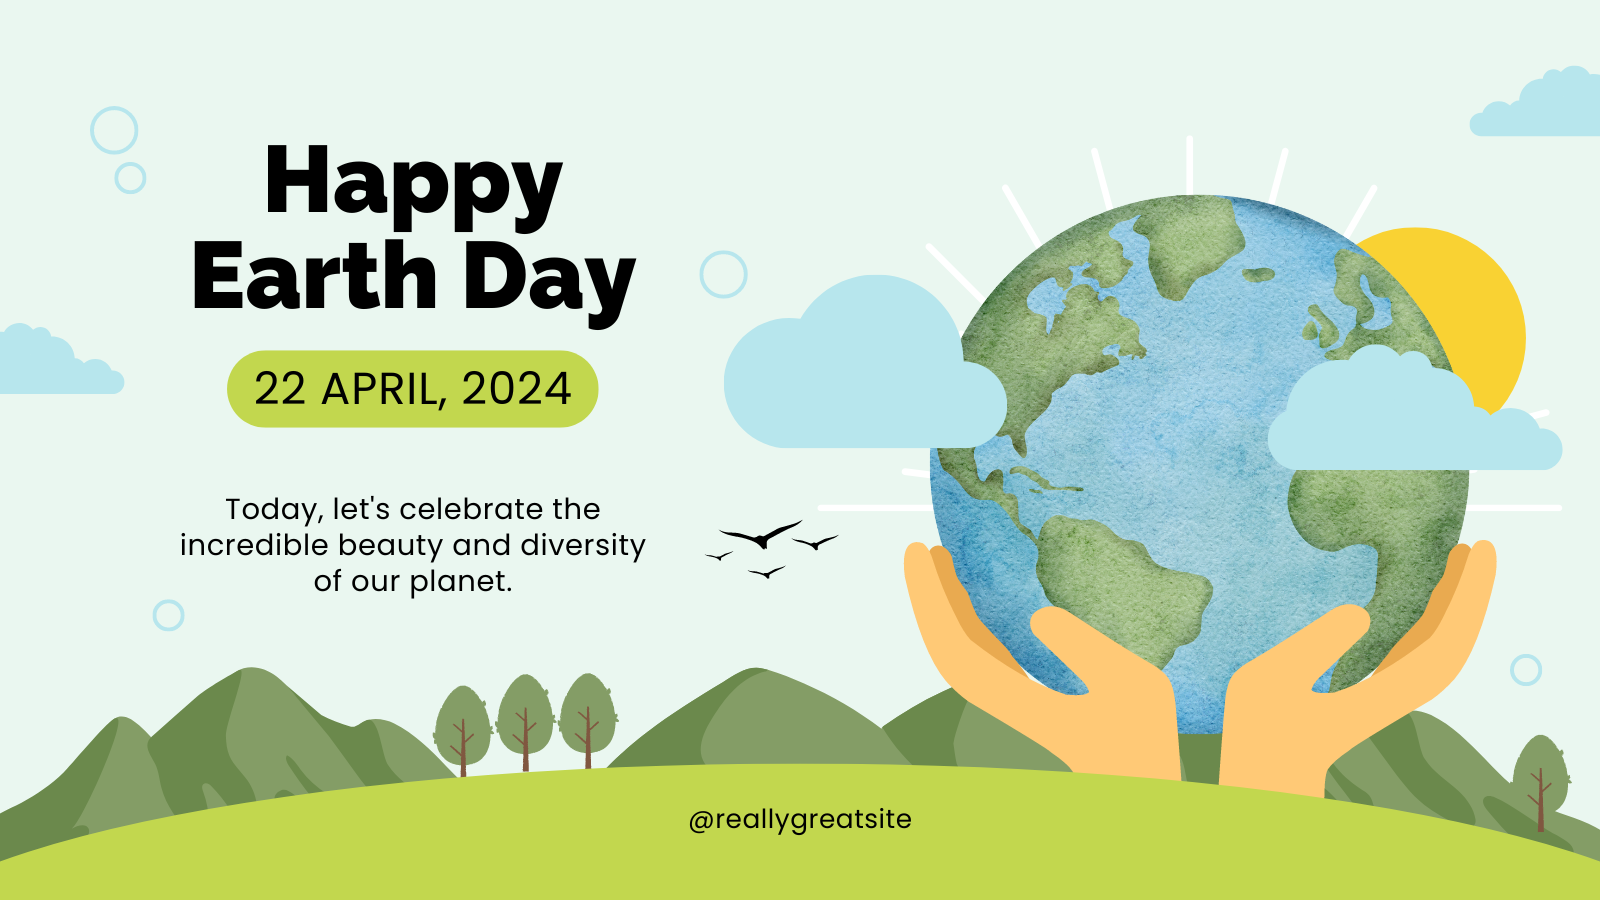 Happy
Earth Day
22 APRIL, 2024
Today, let's celebrate the
incredible beauty and diversity
of our planet.
@reallygreatsite